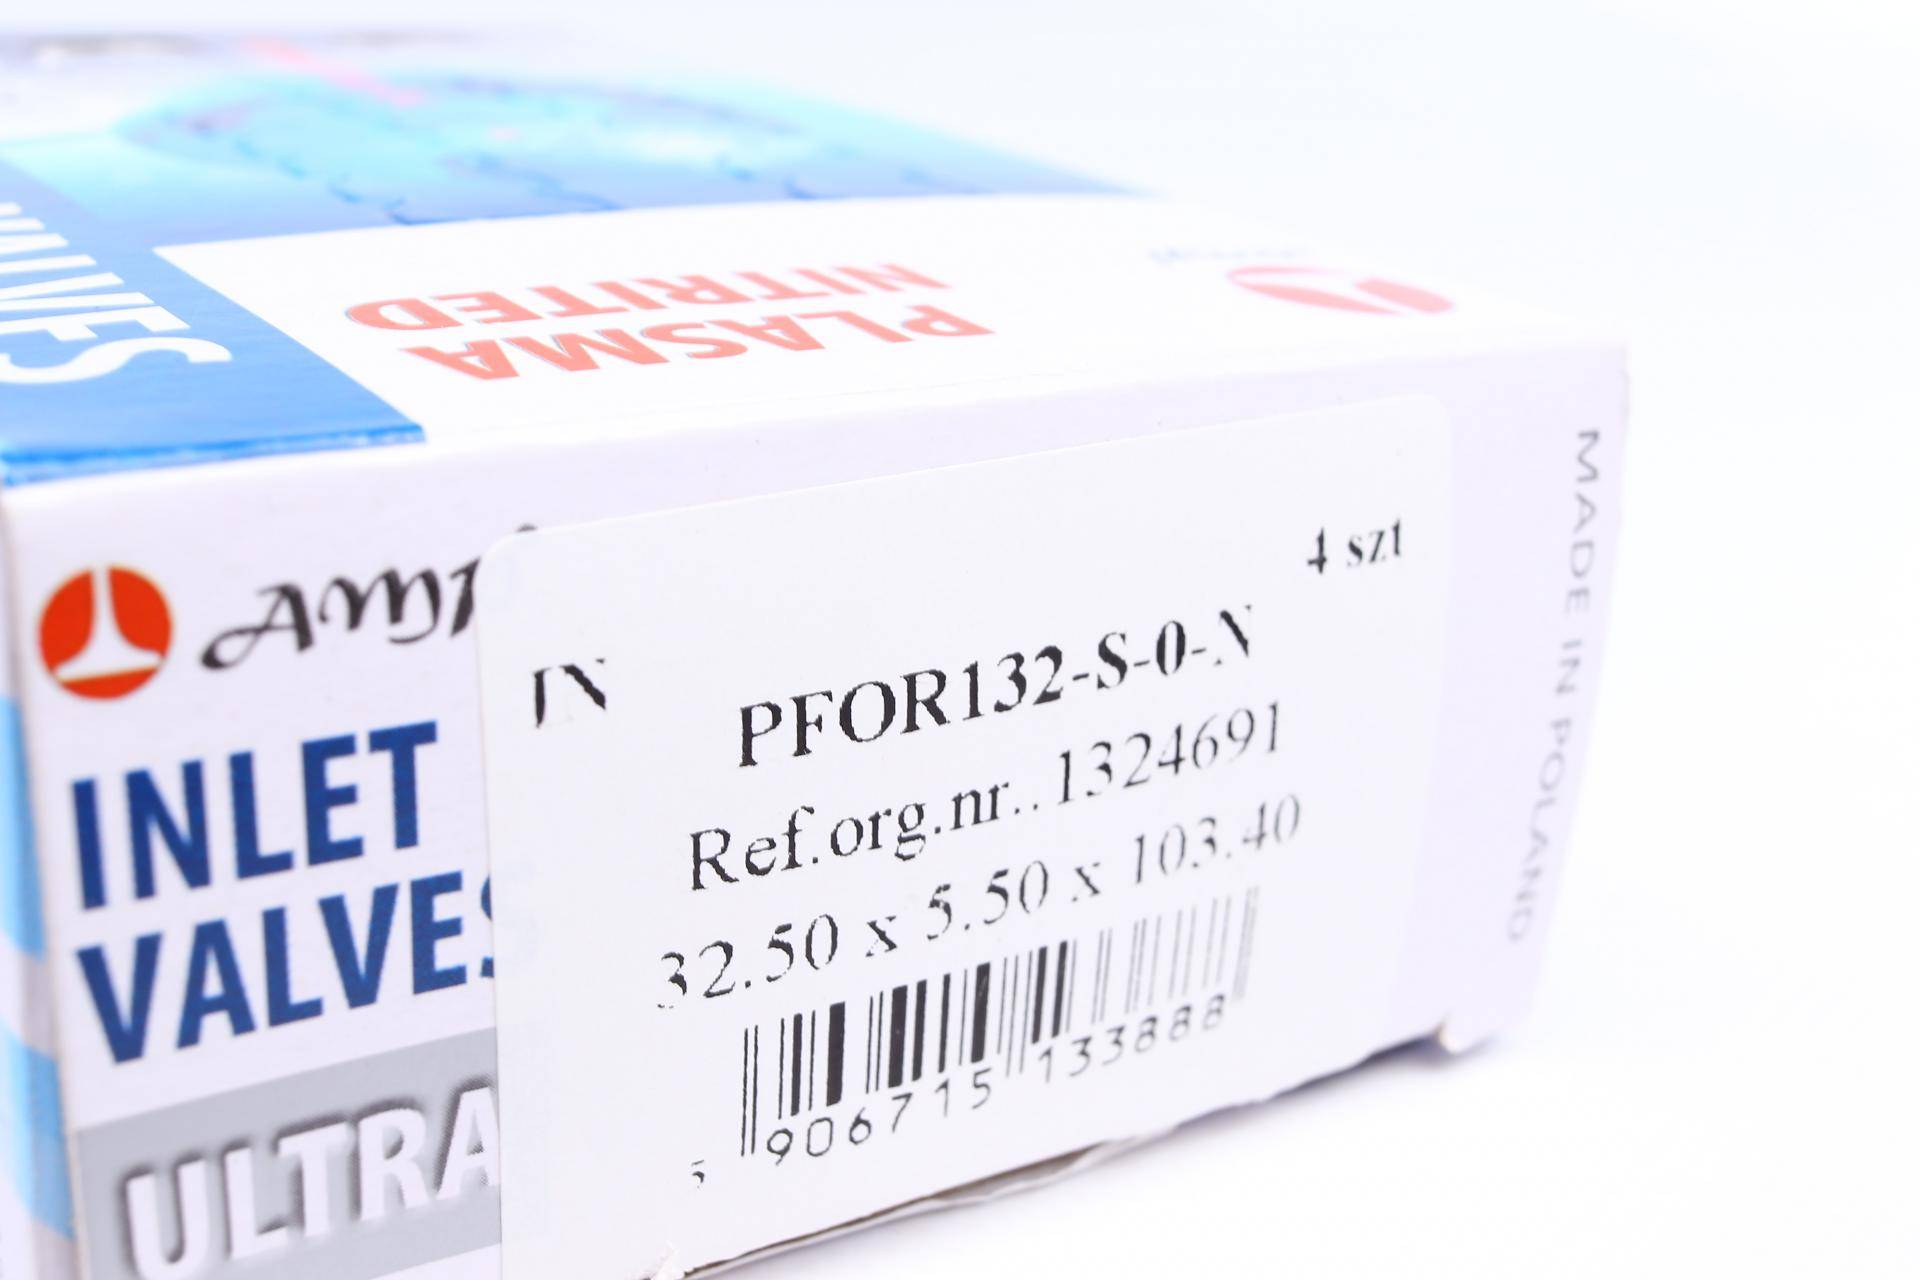 VALVES
PLASMA
NITRITED
INLET
VALVES
ULTRA
4 szt
IN
PFOR132-S-0-N
Ref.org.nr..1324691
32.50 x 5.50 x 103.40
5 906715 133888
MADE IN POLAND